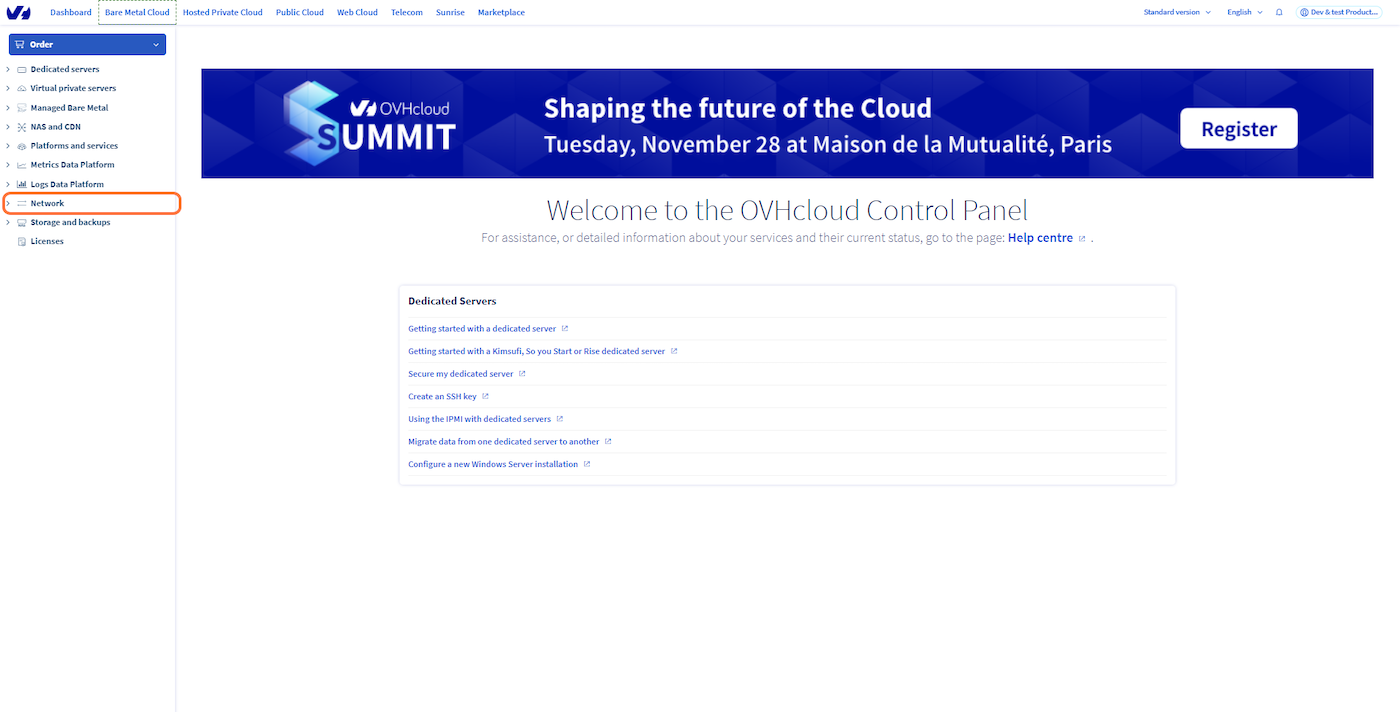 Dashboard Bare Metal Cloud Hosted Private Cloud Public Cloud Web Cloud Telecom Sunrise Marketplace Standard version English Dev & test Product...
Order
Dedicated servers
Virtual private servers
Managed Bare Metal
NAS and CDN
Platforms and services
Metrics Data Platform
Logs Data Platform
Network
Storage and backups
Licenses
OVHcloud
SUMMIT
Shaping the future of the Cloud
Tuesday, November 28 at Maison de la Mutualité, Paris
Register
Welcome to the OVHcloud Control Panel
For assistance, or detailed information about your services and their current status, go to the page: Help centre .
Dedicated Servers
Getting started with a dedicated server
Getting started with a Kimsufi, So you Start or Rise dedicated server
Secure my dedicated server
Create an SSH key
Using the IPMI with dedicated servers
Migrate data from one dedicated server to another
Configure a new Windows Server installation